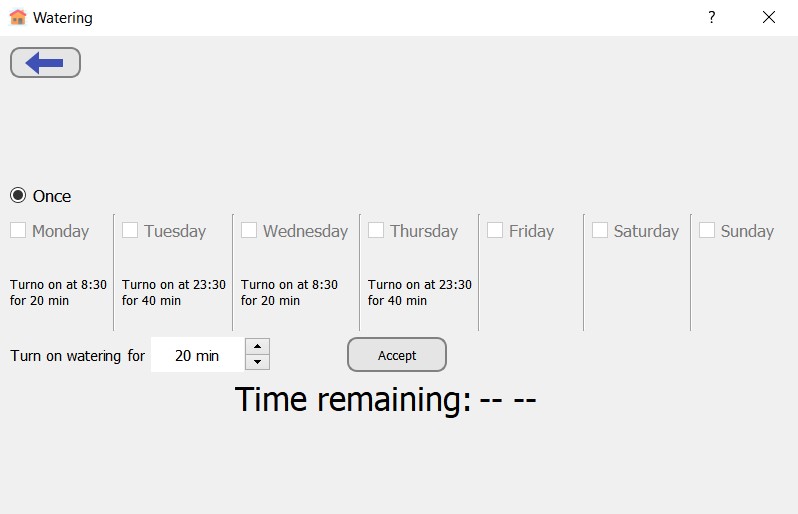 Watering
?
Once
Monday
Tuesday
Wednesday
Thursday
Friday
Saturday
Sunday
Turno on at 8:30
for 20 min
Turno on at 23:30
for 40 min
Turno on at 8:30
for 20 min
Turno on at 23:30
for 40 min
Turn on watering for
20 min
Accept
Time remaining: -- --